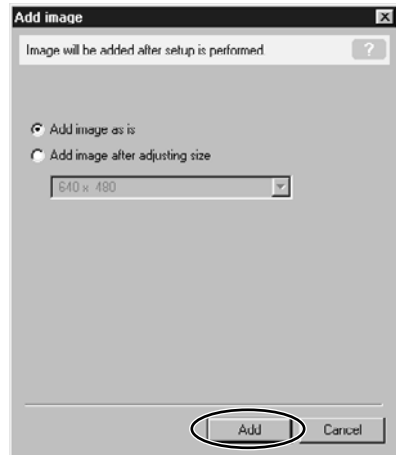 Add image
Image will be added after setup is performed.
?
Add image as is
Add image after adjusting size
640 x 480
Add
Cancel